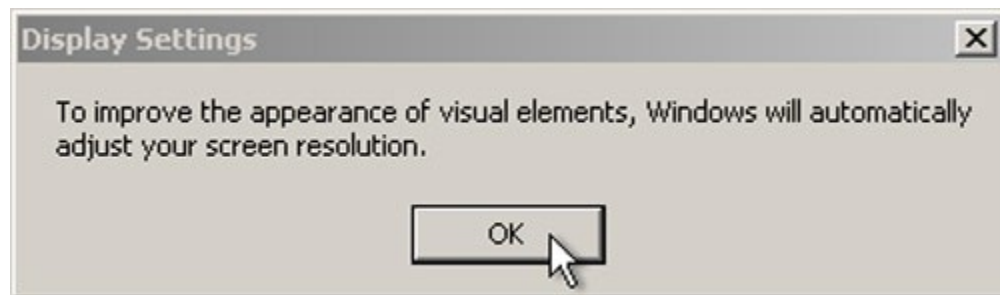 Display Settings
To improve the appearance of visual elements, Windows will automatically
adjust your screen resolution.
OK